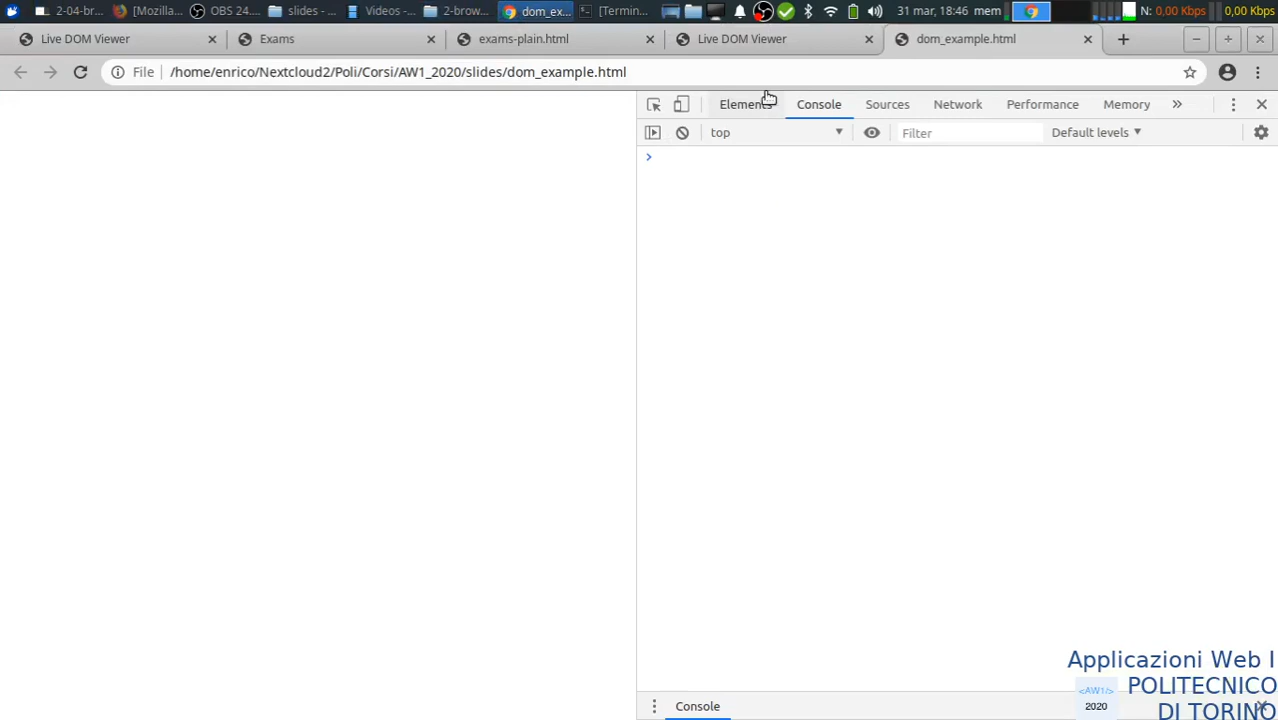 2-04-br... [Mozilla... OBS 24.... slides - ... Videos -... 2-brow... dom_ex... [Termin... 31 mar, 18:46 mem N: 0,00 Kbps 0,00 Kbps
Live DOM Viewer Exams exams-plain.html Live DOM Viewer dom_example.html
File /home/enrico/Nextcloud2/Poli/Corsi/AW1_2020/slides/dom_example.html
Elements Console Sources Network Performance Memory »
top Filter Default levels
>
Applicazioni Web I
<AW1/> POLITECNICO
2020 DI TORINO
Console